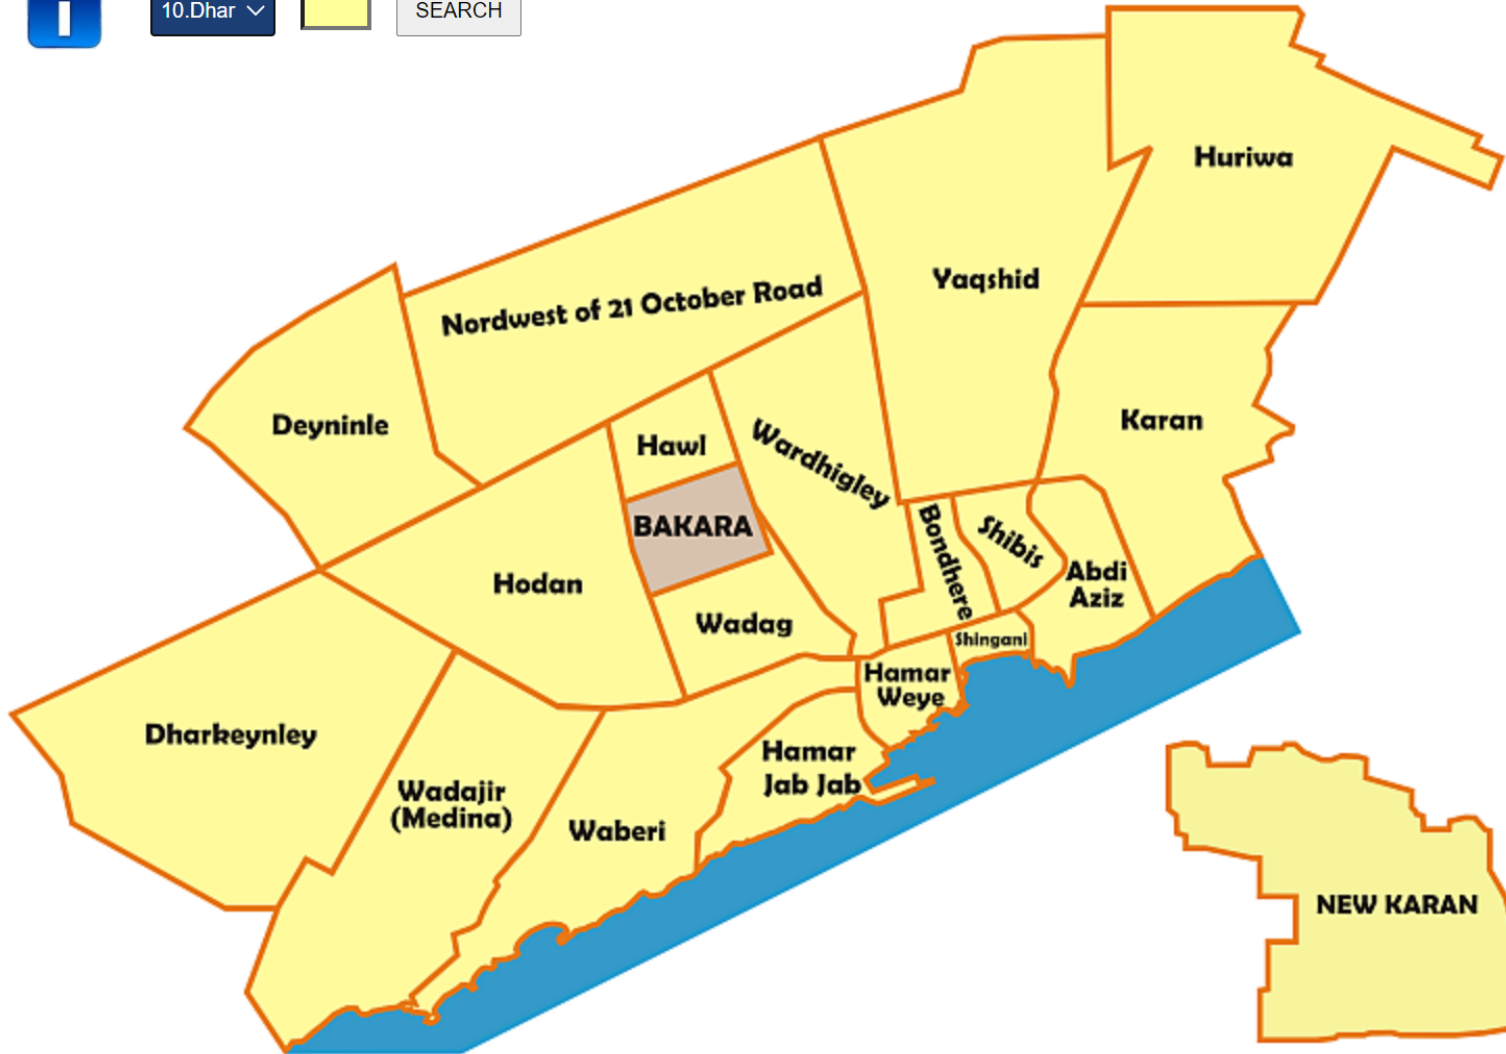 10.Dhar
SEARCH
Huriwa
Yaqshid
Nordwest of 21 October Road
Deyninle
Karan
Hawl
Wardhigley
BAKARA
Bondhere
Shibis
Abdi
Aziz
Hodan
Wadag
Shingani
Hamar
Weye
Dharkeynley
Hamar
Jab Jab
Wadajir
(Medina)
Waberi
NEW KARAN